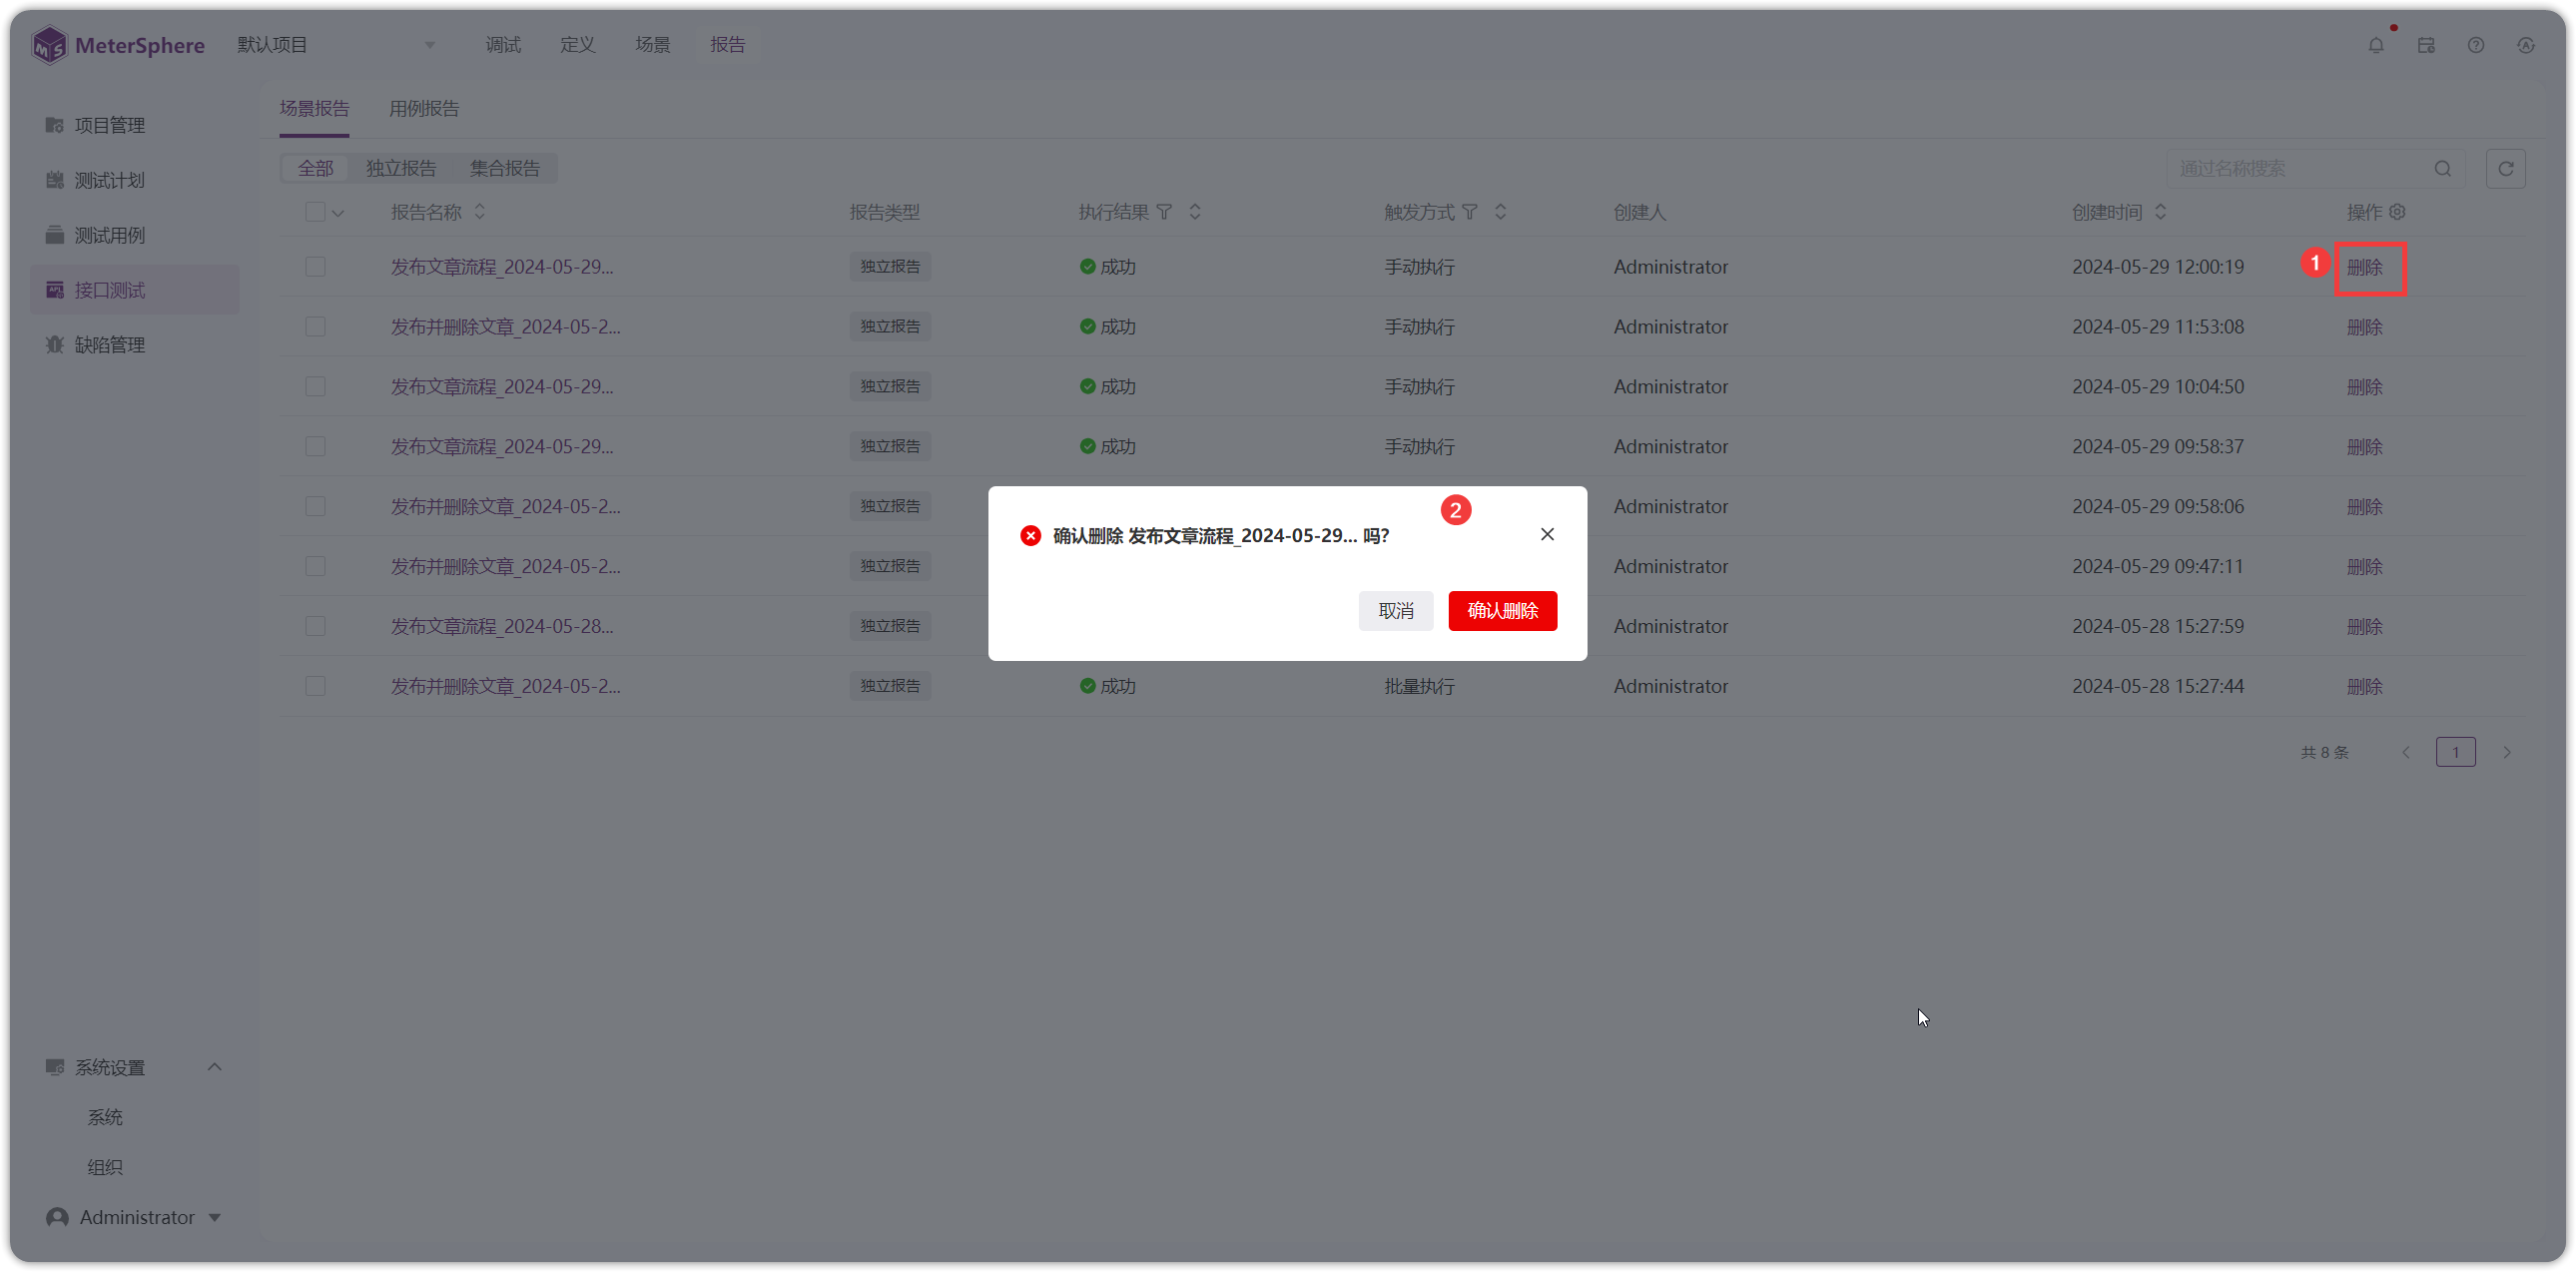 MeterSphere 默认项目 调试 定义 场景 报告
项目管理
测试计划
测试用例
接口测试
缺陷管理
系统设置
系统
组织
Administrator
场景报告 用例报告
全部 独立报告 集合报告 通过名称搜索
报告名称 报告类型 执行结果 触发方式 创建人 创建时间 操作
发布文章流程_2024-05-29... 独立报告 成功 手动执行 Administrator 2024-05-29 12:00:19 1 删除
发布并删除文章_2024-05-2... 独立报告 成功 手动执行 Administrator 2024-05-29 11:53:08 删除
发布文章流程_2024-05-29... 独立报告 成功 手动执行 Administrator 2024-05-29 10:04:50 删除
发布文章流程_2024-05-29... 独立报告 成功 手动执行 Administrator 2024-05-29 09:58:37 删除
发布并删除文章_2024-05-2... 独立报告 Administrator 2024-05-29 09:58:06 删除
发布并删除文章_2024-05-2... 独立报告 Administrator 2024-05-29 09:47:11 删除
发布文章流程_2024-05-28... 独立报告 Administrator 2024-05-28 15:27:59 删除
发布并删除文章_2024-05-2... 独立报告 成功 批量执行 Administrator 2024-05-28 15:27:44 删除
共 8 条 1
2
确认删除 发布文章流程_2024-05-29... 吗?
取消 确认删除